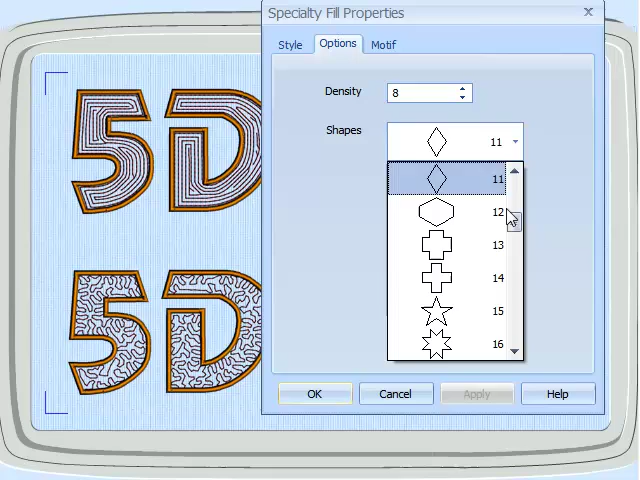 Specialty Fill Properties
Style
Options
Motif
Density
8
Shapes
11
11
12
13
14
15
16
OK
Cancel
Apply
Help
5D
5D